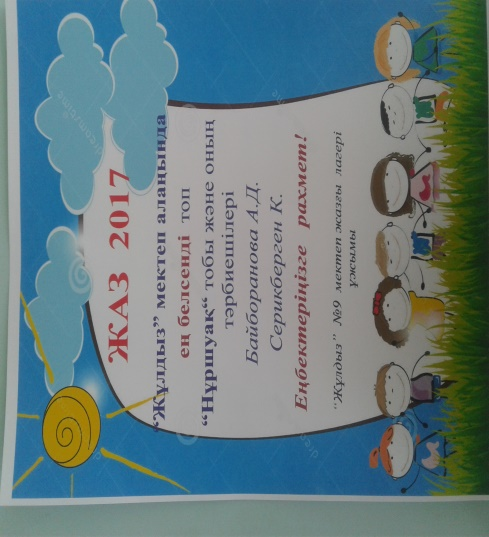 ЖАЗ 2017
“Жұлдыз” мектеп алаңында
ең белсенді топ
“Нұршуақ“ тобы және оның
тәрбиешілері
Байборанова А.Д.
Серикберген К.
Еңбектеріңізге рахмет!
“Жұлдыз” №9 мектеп жазғы лагері
ұжымы